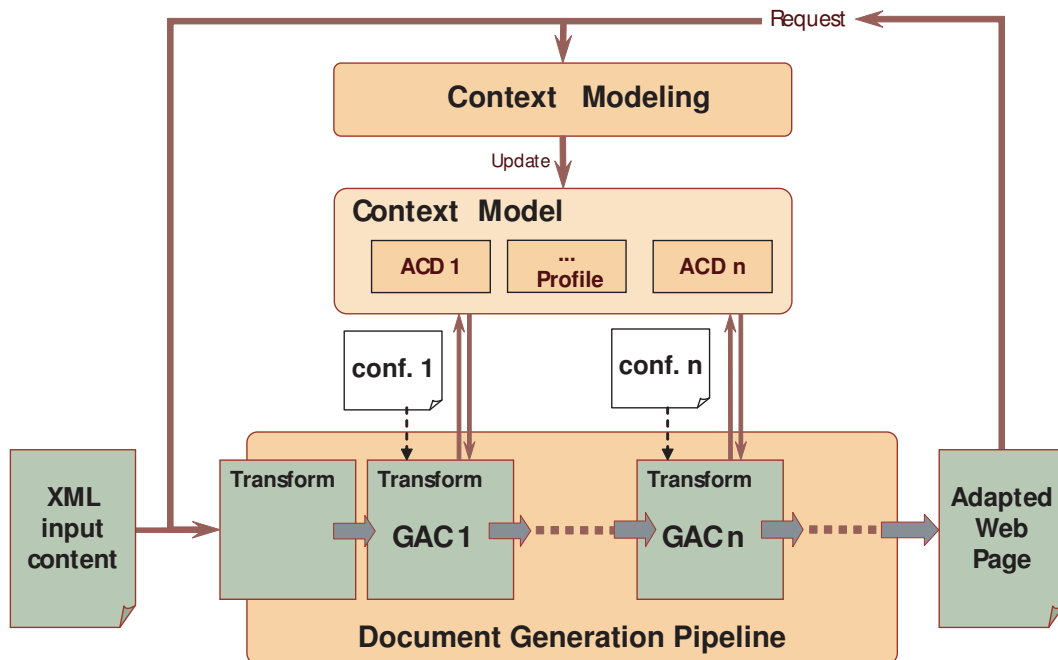 Request
Context Modeling
Update
Context Model
ACD 1
...
Profile
ACD n
conf. 1
conf. n
XML
input
content
Transform
Transform
GAC 1
Transform
GAC n
Adapted
Web
Page
Document Generation Pipeline